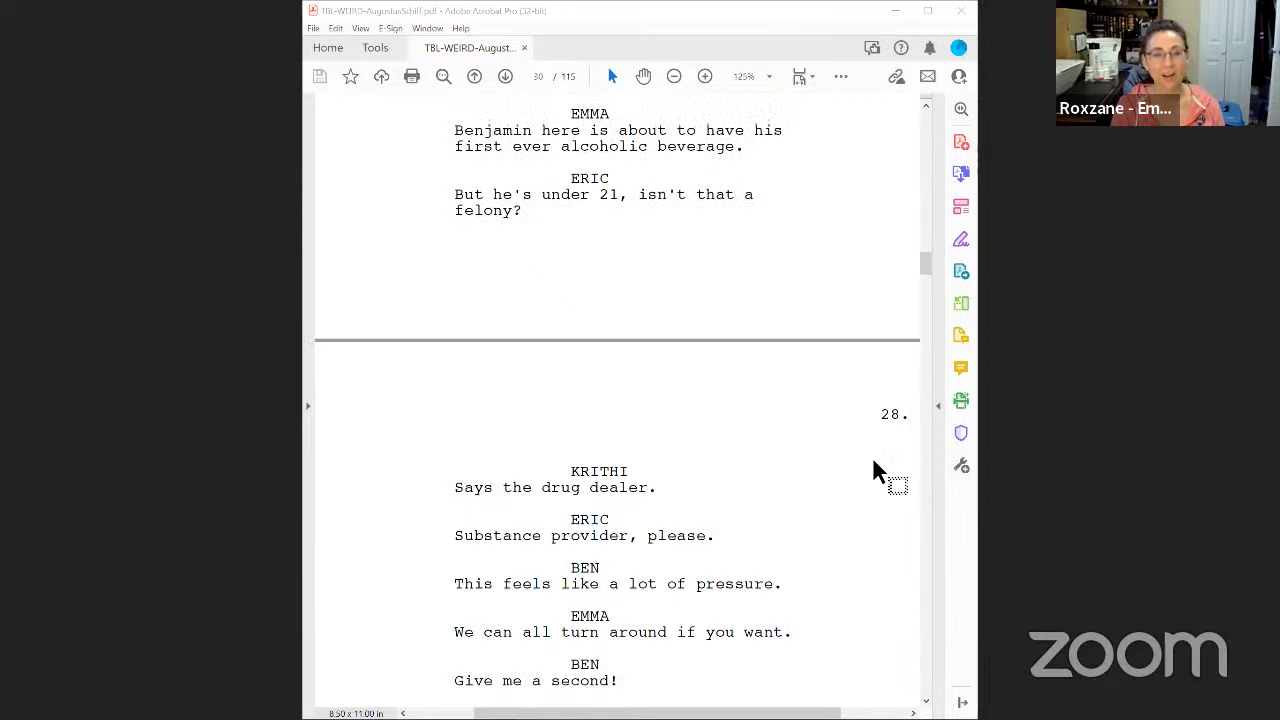 TBL-WEIRD-AugustusSchiff.pdf - Adobe Acrobat Pro (32-bit)
File Edit View E-Sign Window Help
Home Tools TBL-WEIRD-August... ×
30 / 115 125%
EMMA
Benjamin here is about to have his
first ever alcoholic beverage.
ERIC
But he's under 21, isn't that a
felony?
28.
KRITHI
Says the drug dealer.
ERIC
Substance provider, please.
BEN
This feels like a lot of pressure.
EMMA
We can all turn around if you want.
BEN
Give me a second!
8.50 x 11.00 in
Roxzane - Em...
zoom